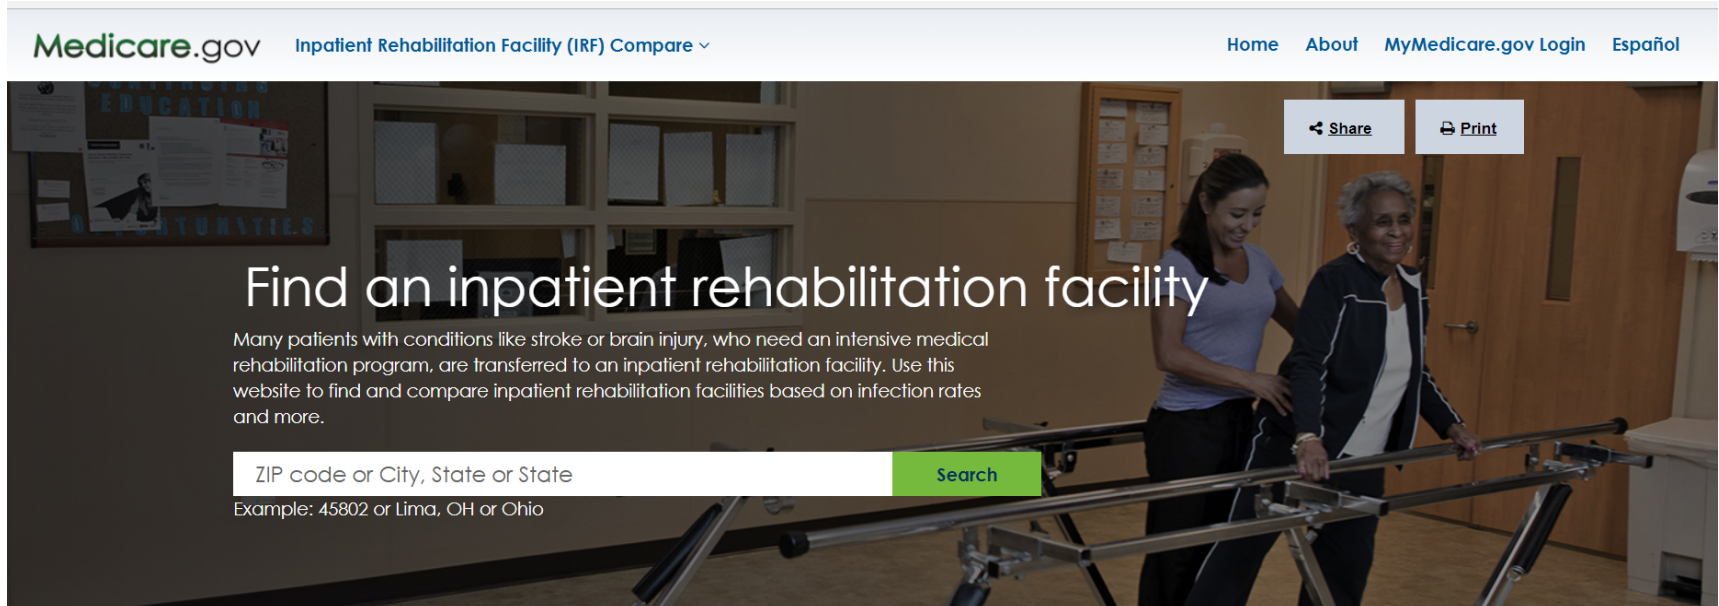 Medicare.gov
Inpatient Rehabilitation Facility (IRF) Compare
Home About MyMedicare.gov Login Español
EDUCATION
Share Print
Find an inpatient rehabilitation facility
Many patients with conditions like stroke or brain injury, who need an intensive medical
rehabilitation program, are transferred to an inpatient rehabilitation facility. Use this
website to find and compare inpatient rehabilitation facilities based on infection rates
and more.
ZIP code or City, State or State
Search
Example: 45802 or Lima, OH or Ohio